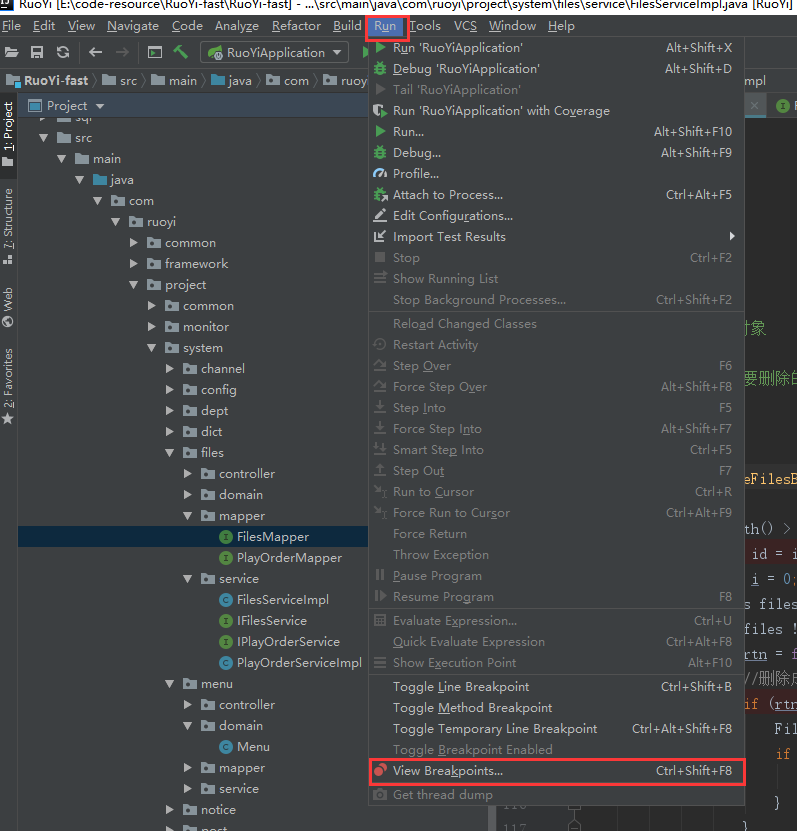 RuoYi [E:\code-resource\RuoYi-fast\RuoYi-fast] - ...\src\main\java\com\ruoyi\project\system\files\service\FilesServiceImpl.java [RuoYi]
File Edit View Navigate Code Analyze Refactor Build Run Tools VCS Window Help
RuoYiApplication
RuoYi-fast src main java com ruoy
Project
1: Project
7: Structure
Web
2: Favorites
sql
src
main
java
com
ruoyi
common
framework
project
common
monitor
system
channel
config
dept
dict
files
controller
domain
mapper
FilesMapper
PlayOrderMapper
service
FilesServiceImpl
IFilesService
IPlayOrderService
PlayOrderServiceImpl
menu
controller
domain
Menu
mapper
service
notice
post
Run 'RuoYiApplication' Alt+Shift+X
Debug 'RuoYiApplication' Alt+Shift+D
Tail 'RuoYiApplication'
Run 'RuoYiApplication' with Coverage
Run... Alt+Shift+F10
Debug... Alt+Shift+F9
Profile...
Attach to Process... Ctrl+Alt+F5
Edit Configurations...
Import Test Results
Stop Ctrl+F2
Show Running List
Stop Background Processes... Ctrl+Shift+F2
Reload Changed Classes
Restart Activity
Step Over F6
Force Step Over Alt+Shift+F8
Step Into F5
Force Step Into Alt+Shift+F7
Smart Step Into Ctrl+F5
Step Out F7
Run to Cursor Ctrl+R
Force Run to Cursor Ctrl+Alt+F9
Force Return
Throw Exception
Pause Program
Resume Program F8
Evaluate Expression... Ctrl+U
Quick Evaluate Expression Ctrl+Alt+F8
Show Execution Point Alt+F10
Toggle Line Breakpoint Ctrl+Shift+B
Toggle Method Breakpoint
Toggle Temporary Line Breakpoint Ctrl+Alt+Shift+F8
Toggle Breakpoint Enabled
View Breakpoints... Ctrl+Shift+F8
Get thread dump
mpl
对象
要删除的
eFilesB
th() >
id = i
i = 0;
s files
files !
rtn = f
//删除成
if (rtn
Fil
if
116 }
117 }